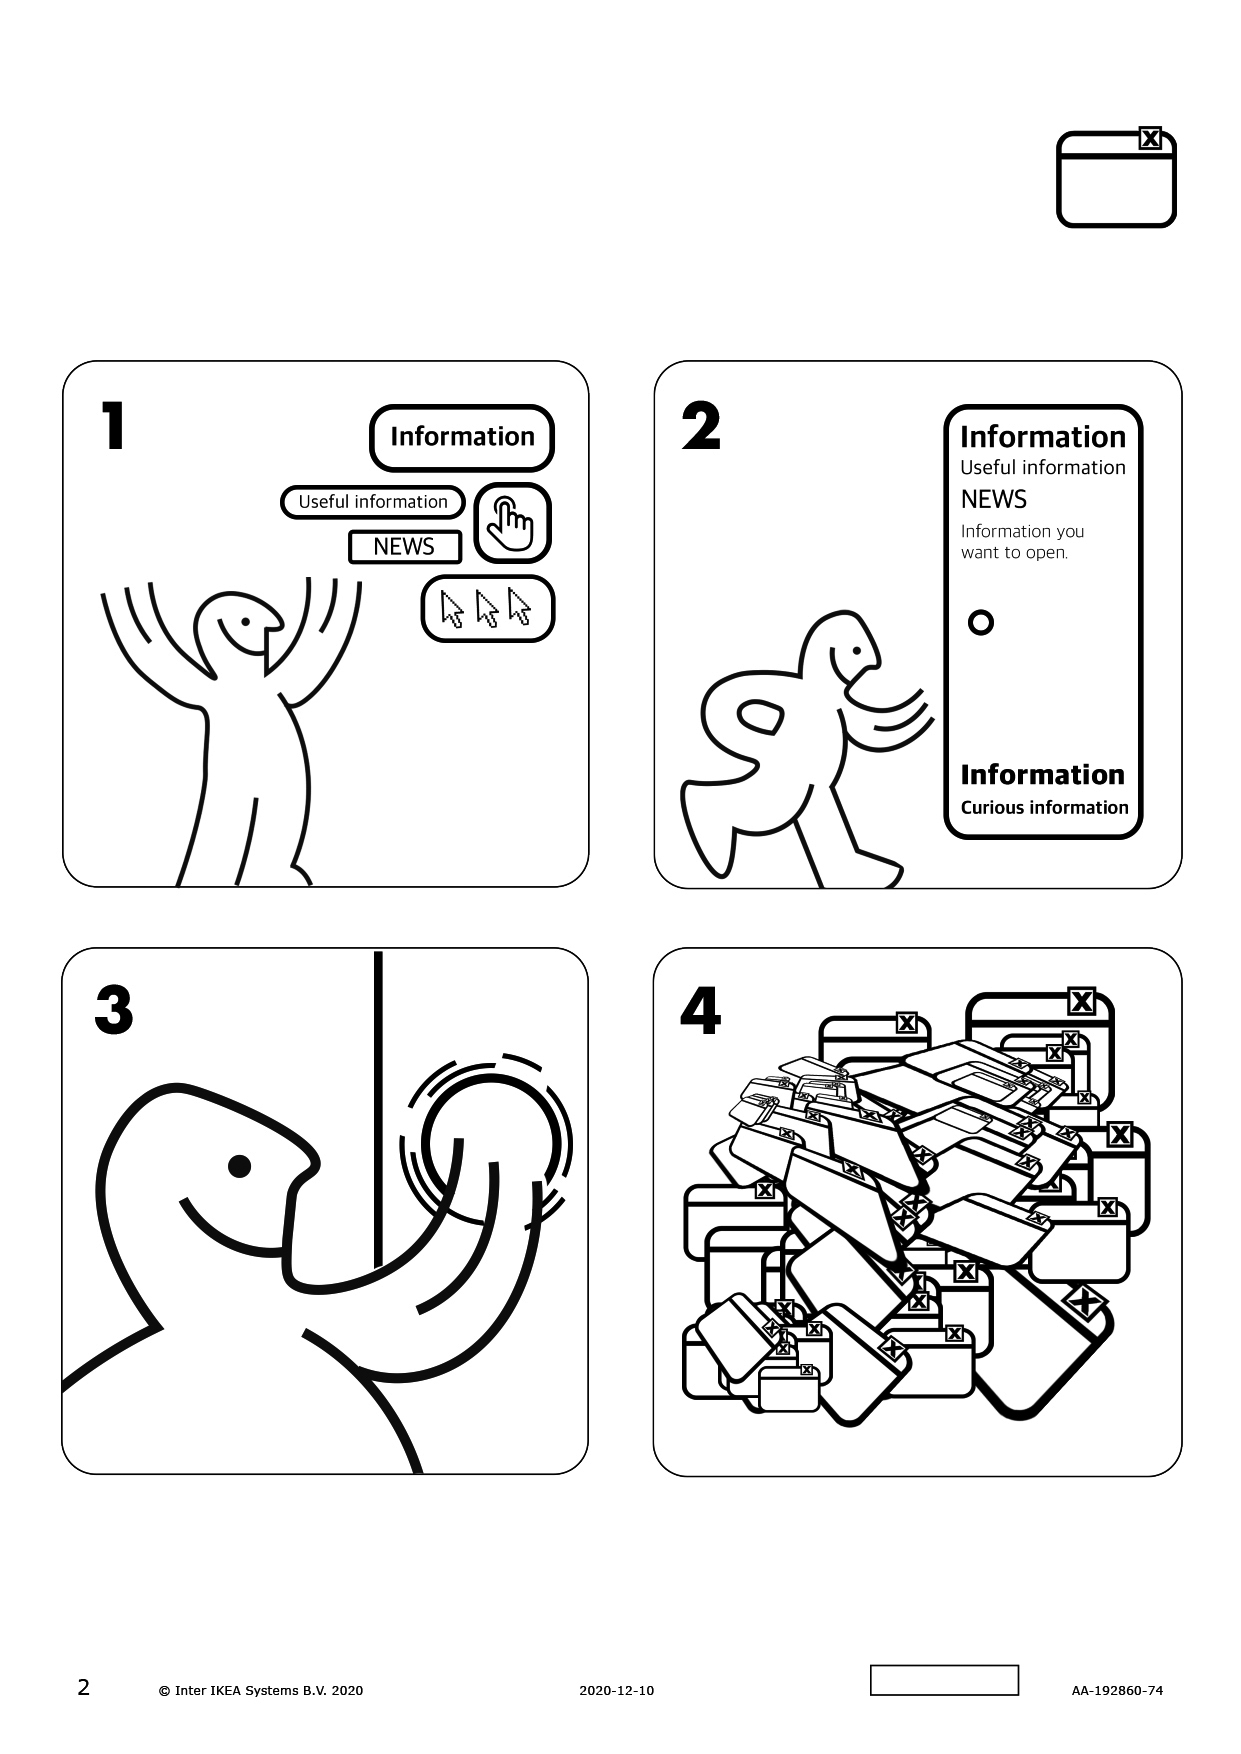 X
1
Information
Useful information
NEWS
2
Information
Useful information
NEWS
Information you
want to open.
Information
Curious information
3
4
2
© Inter IKEA Systems B.V. 2020
2020-12-10
AA-192860-74